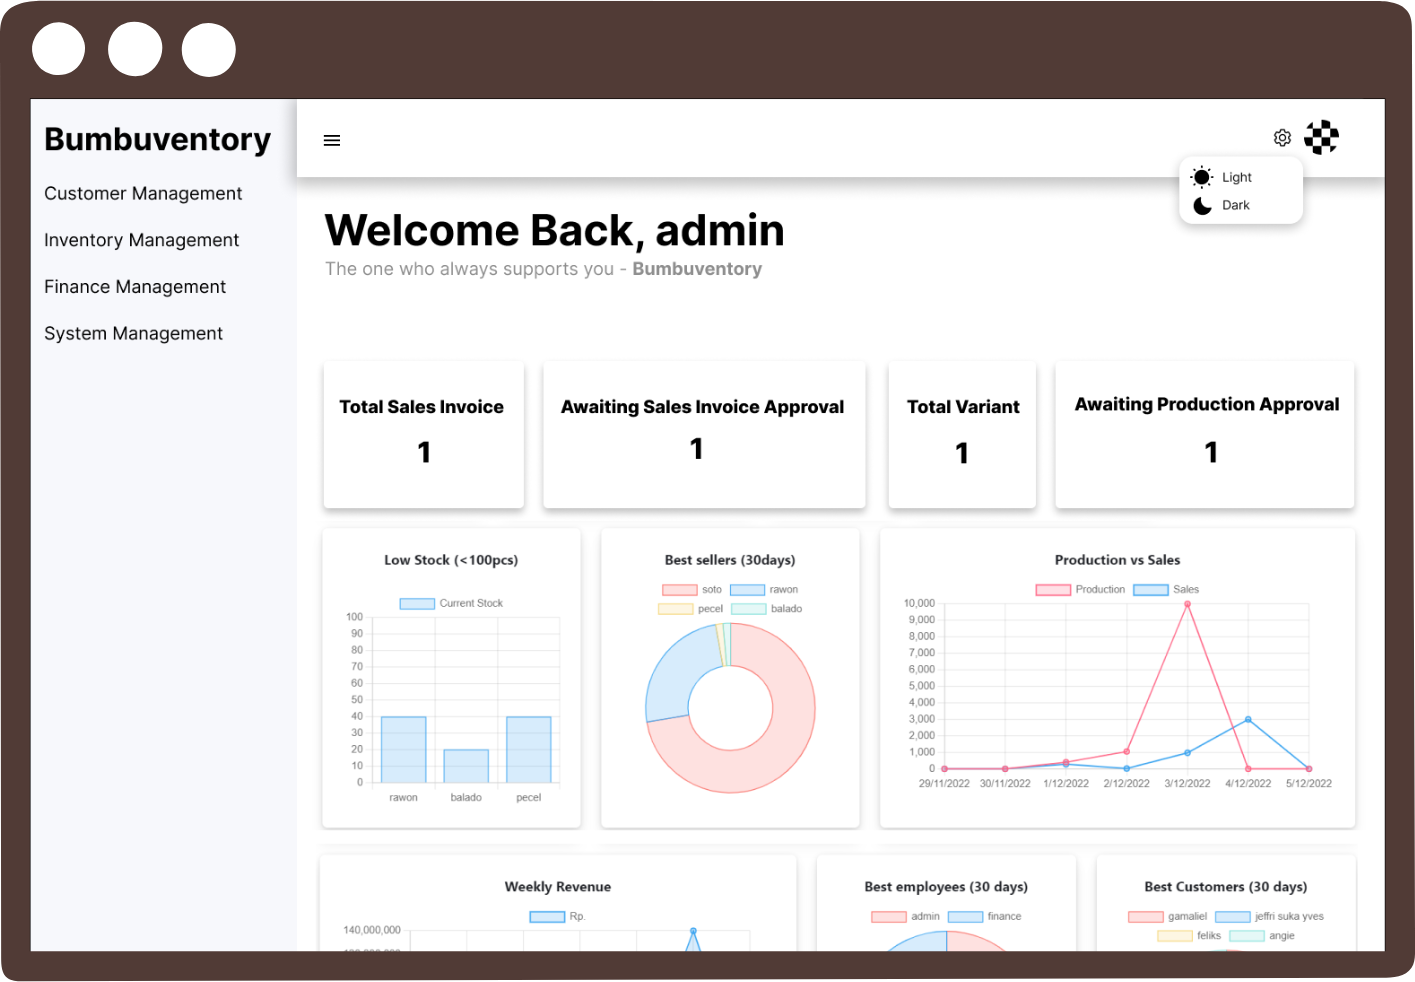 Bumbuventory
Customer Management
Inventory Management
Finance Management
System Management
Light
Dark
Welcome Back, admin
The one who always supports you - Bumbuventory
Total Sales Invoice
1
Awaiting Sales Invoice Approval
1
Total Variant
1
Awaiting Production Approval
1
Low Stock (<100pcs)
Current Stock
100
90
80
70
60
50
40
30
20
10
0
rawon balado pecel
Best sellers (30days)
soto rawon
pecel balado
Production vs Sales
Production Sales
10,000
9,000
8,000
7,000
6,000
5,000
4,000
3,000
2,000
1,000
0
29/11/2022 30/11/2022 1/12/2022 2/12/2022 3/12/2022 4/12/2022 5/12/2022
Weekly Revenue
Rp.
140,000,000
Best employees (30 days)
admin finance
Best Customers (30 days)
gamaliel jeffri suka yves
feliks angie